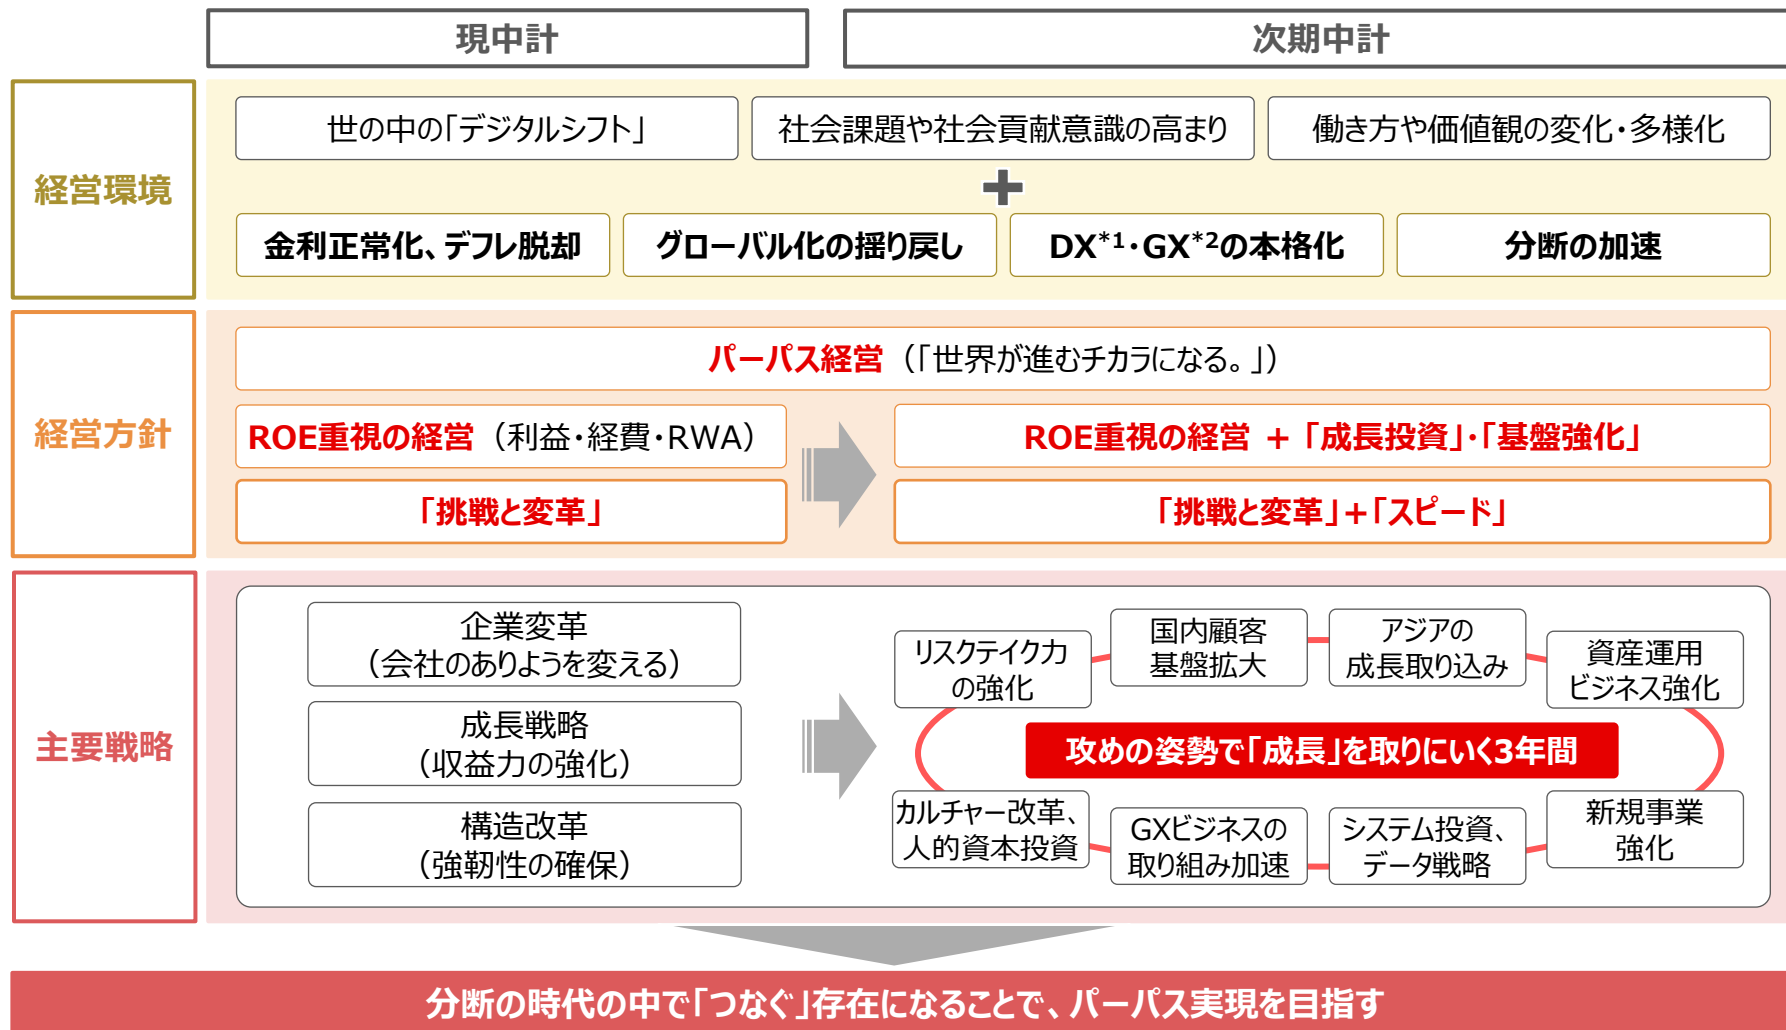 現中計
次期中計
経営環境
世の中の「デジタルシフト」
社会課題や社会貢献意識の高まり
働き方や価値観の変化・多様化
金利正常化、デフレ脱却
グローバル化の揺り戻し
DX*1・GX*2の本格化
分断の加速
経営方針
パーパス経営（「世界が進むチカラになる。」）
ROE重視の経営（利益・経費・RWA）
ROE重視の経営 + 「成長投資」・「基盤強化」
「挑戦と変革」
「挑戦と変革」+「スピード」
主要戦略
企業変革
（会社のありようを変える）
成長戦略
（収益力の強化）
構造改革
（強靭性の確保）
リスクテイク力
の強化
国内顧客
基盤拡大
アジアの
成長取り込み
資産運用
ビジネス強化
攻めの姿勢で「成長」を取りにいく3年間
カルチャー改革、
人的資本投資
GXビジネスの
取り組み加速
システム投資、
データ戦略
新規事業
強化
分断の時代の中で「つなぐ」存在になることで、パーパス実現を目指す